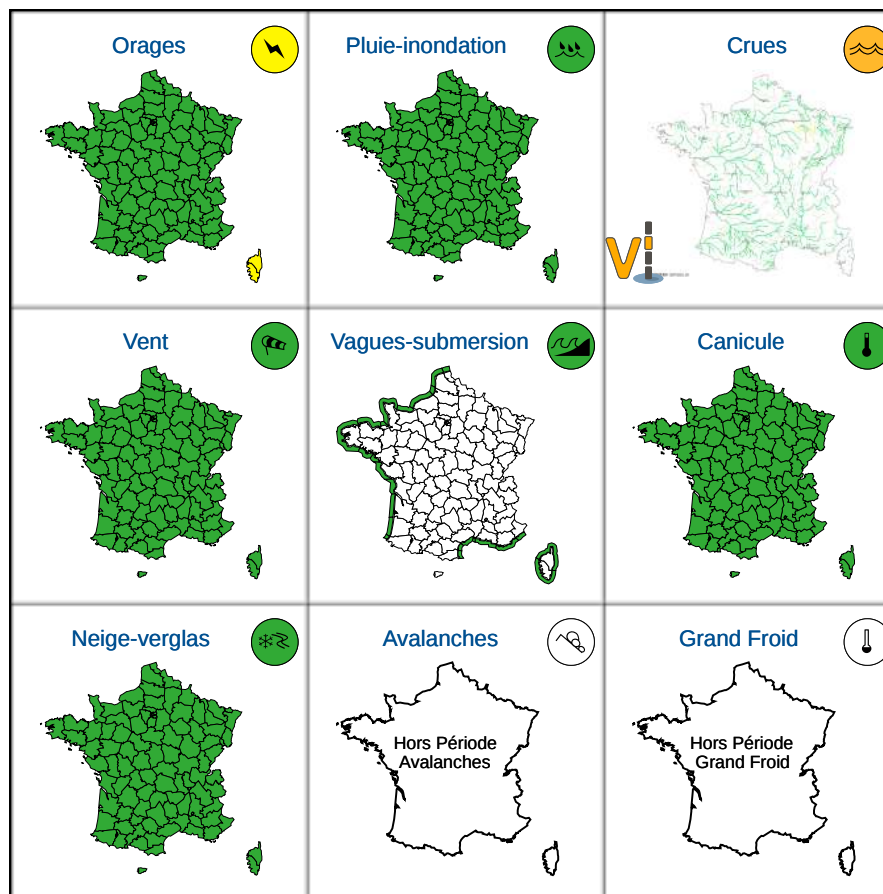 Orages
Pluie-inondation
Crues
Vi
Vent
Vagues-submersion
Canicule
Neige-verglas
Avalanches
Grand Froid
Hors Période
Avalanches
Hors Période
Grand Froid